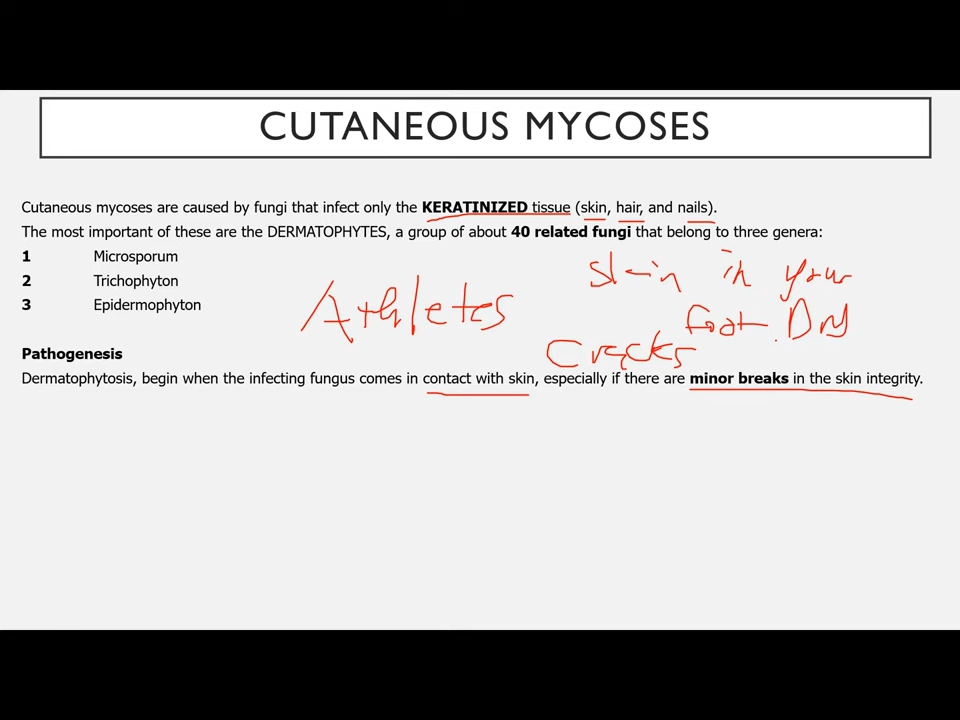 CUTANEOUS MYCOSES
Cutaneous mycoses are caused by fungi that infect only the KERATINIZED tissue (skin, hair, and nails).
The most important of these are the DERMATOPHYTES, a group of about 40 related fungi that belong to three genera:
1 Microsporum
2 Trichophyton
3 Epidermophyton
Athletes
skin in your
foot. Dry
Cracks
Pathogenesis
Dermatophytosis, begin when the infecting fungus comes in contact with skin, especially if there are minor breaks in the skin integrity.